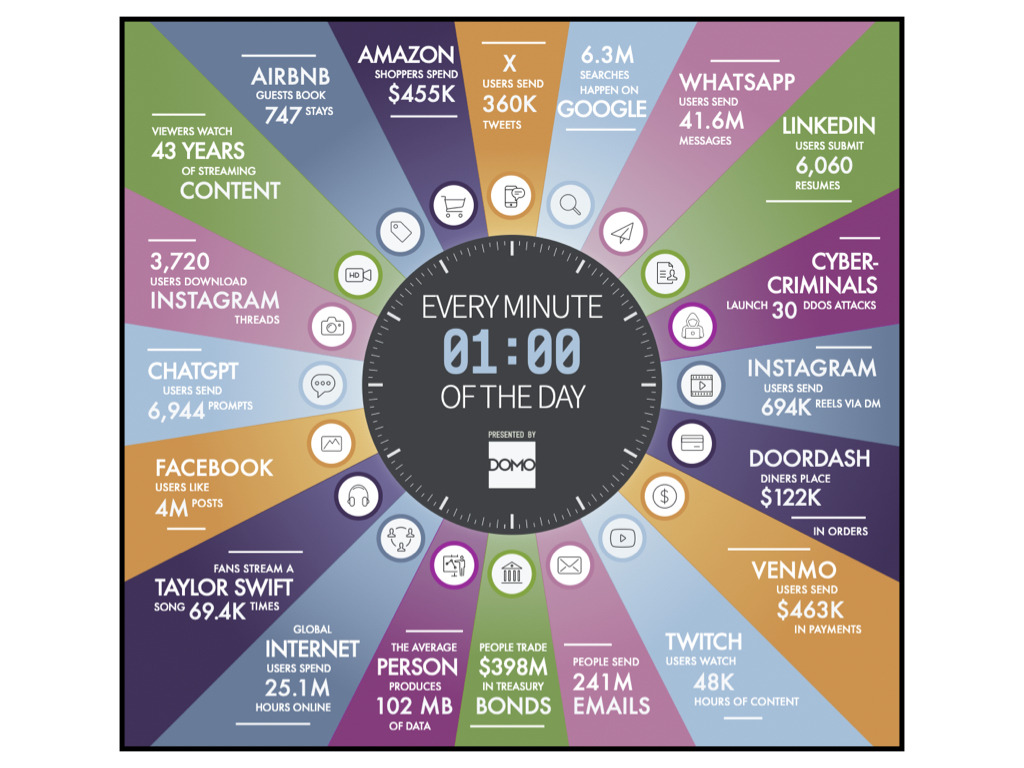 AMAZON
SHOPPERS SPEND
$455K
X
USERS SEND
360K
TWEETS
6.3M
SEARCHES
HAPPEN ON
GOOGLE
WHATSAPP
USERS SEND
41.6M
MESSAGES
LINKEDIN
USERS SUBMIT
6,060
RESUMES
CYBER-
CRIMINALS
LAUNCH 30 DDOS ATTACKS
INSTAGRAM
USERS SEND
694K REELS VIA DM
DOORDASH
DINERS PLACE
$122K
IN ORDERS
VENMO
USERS SEND
$463K
IN PAYMENTS
TWITCH
USERS WATCH
48K
HOURS OF CONTENT
PEOPLE SEND
241M
EMAILS
PEOPLE TRADE
$398M
IN TREASURY
BONDS
THE AVERAGE
PERSON
PRODUCES
102 MB
OF DATA
GLOBAL
INTERNET
USERS SPEND
25.1M
HOURS ONLINE
FANS STREAM A
TAYLOR SWIFT
SONG 69.4K TIMES
FACEBOOK
USERS LIKE
4M POSTS
CHATGPT
USERS SEND
6,944 PROMPTS
3,720
USERS DOWNLOAD
INSTAGRAM
THREADS
VIEWERS WATCH
43 YEARS
OF STREAMING
CONTENT
AIRBNB
GUESTS BOOK
747 STAYS
HD
EVERY MINUTE
01:00
OF THE DAY
PRESENTED BY
DOMO
$